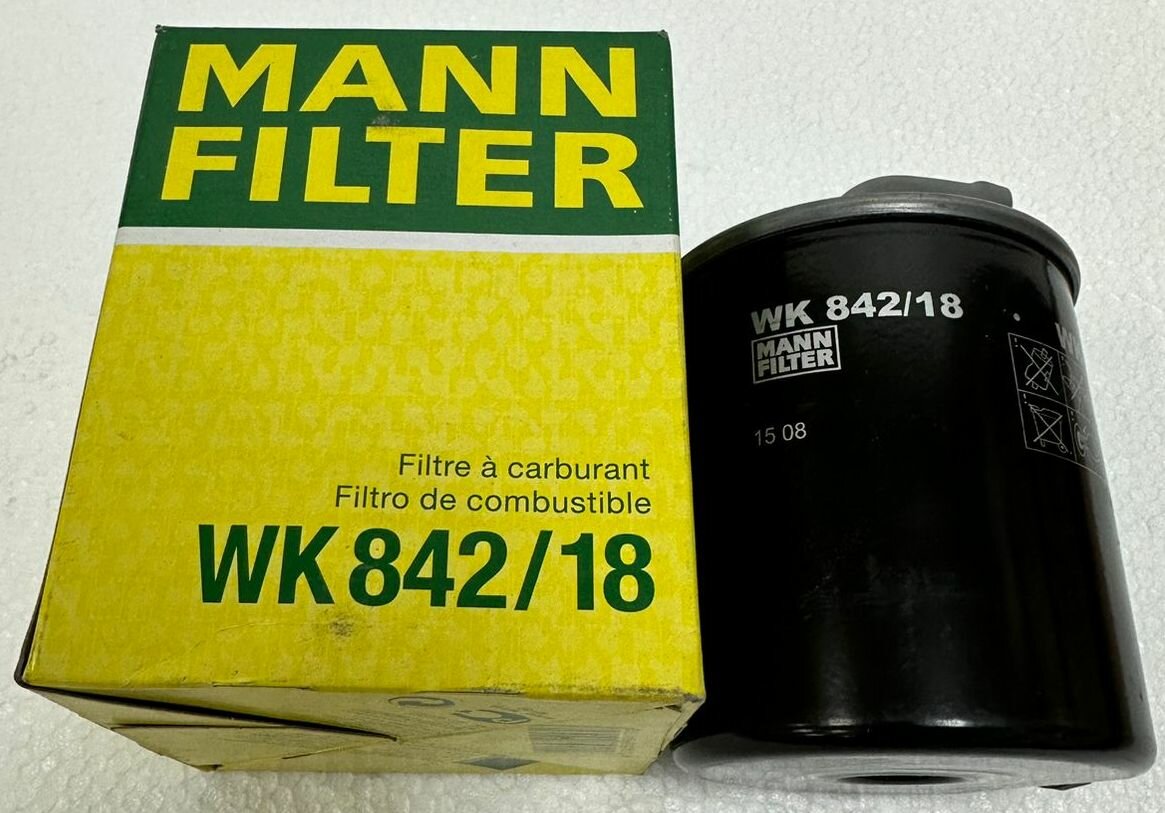 MANN
FILTER
Filtre à carburant
Filtro de combustible
WK 842/18
WK 842/18
MANN
FILTER
15 08